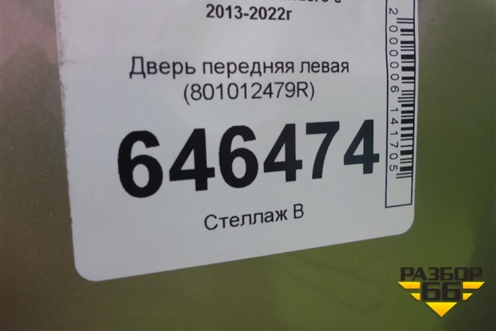 2013-2022г
Дверь передняя левая
(801012479R)
646474
Стеллаж В
2000006141705
РАЗБОР
66